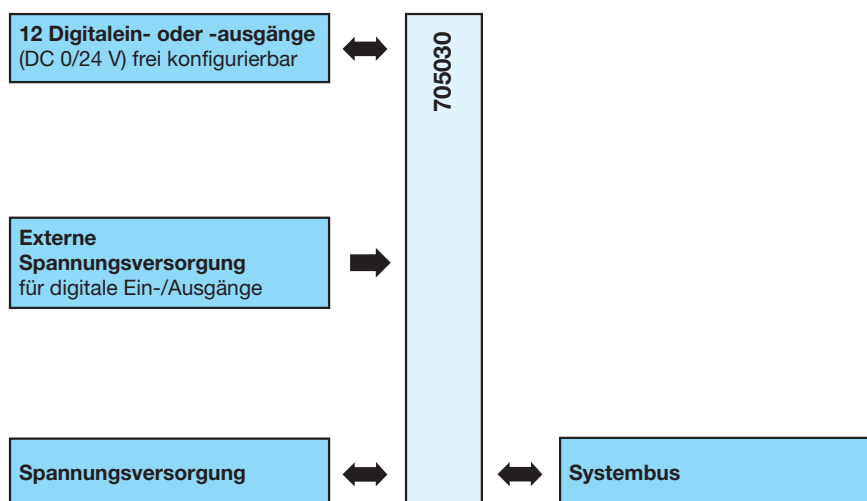 12 Digitalein- oder -ausgänge
(DC 0/24 V) frei konfigurierbar
705030
Externe
Spannungsversorgung
für digitale Ein-/Ausgänge
Spannungsversorgung
Systembus